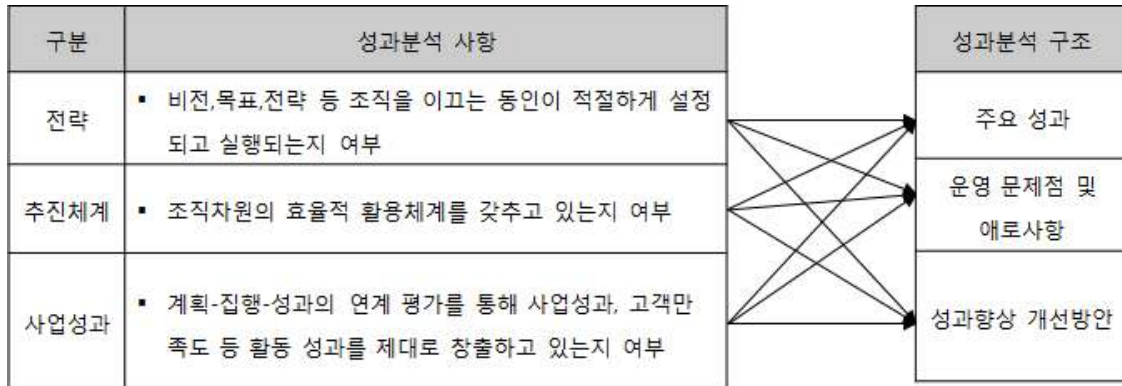 구분
성과분석 사항
전략
▪ 비전,목표,전략 등 조직을 이끄는 동인이 적절하게 설정
되고 실행되는지 여부
추진체계
▪ 조직차원의 효율적 활용체계를 갖추고 있는지 여부
사업성과
▪ 계획-집행-성과의 연계 평가를 통해 사업성과, 고객만
족도 등 활동 성과를 제대로 창출하고 있는지 여부
성과분석 구조
주요 성과
운영 문제점 및
애로사항
성과향상 개선방안